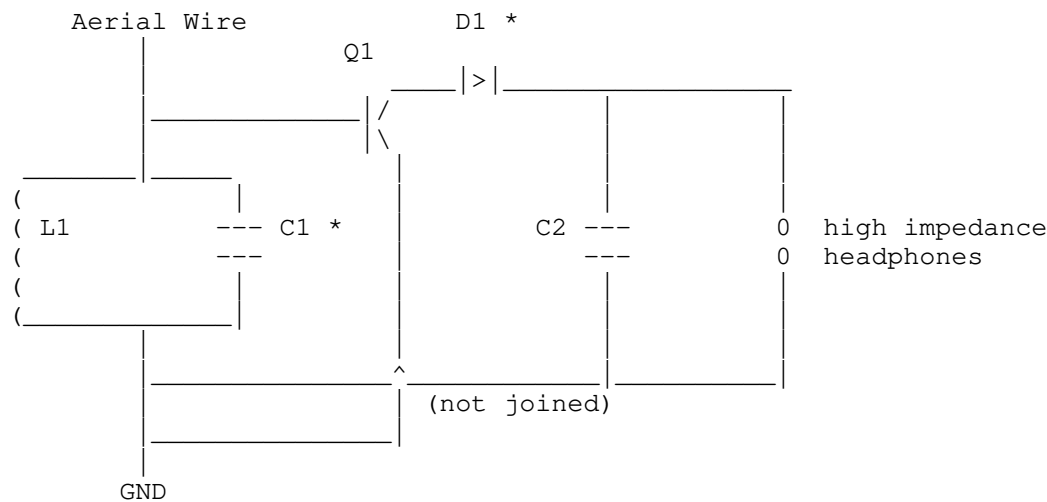 Aerial Wire D1 *
Q1
L1 C1 * C2 high impedance
headphones
(not joined)
GND